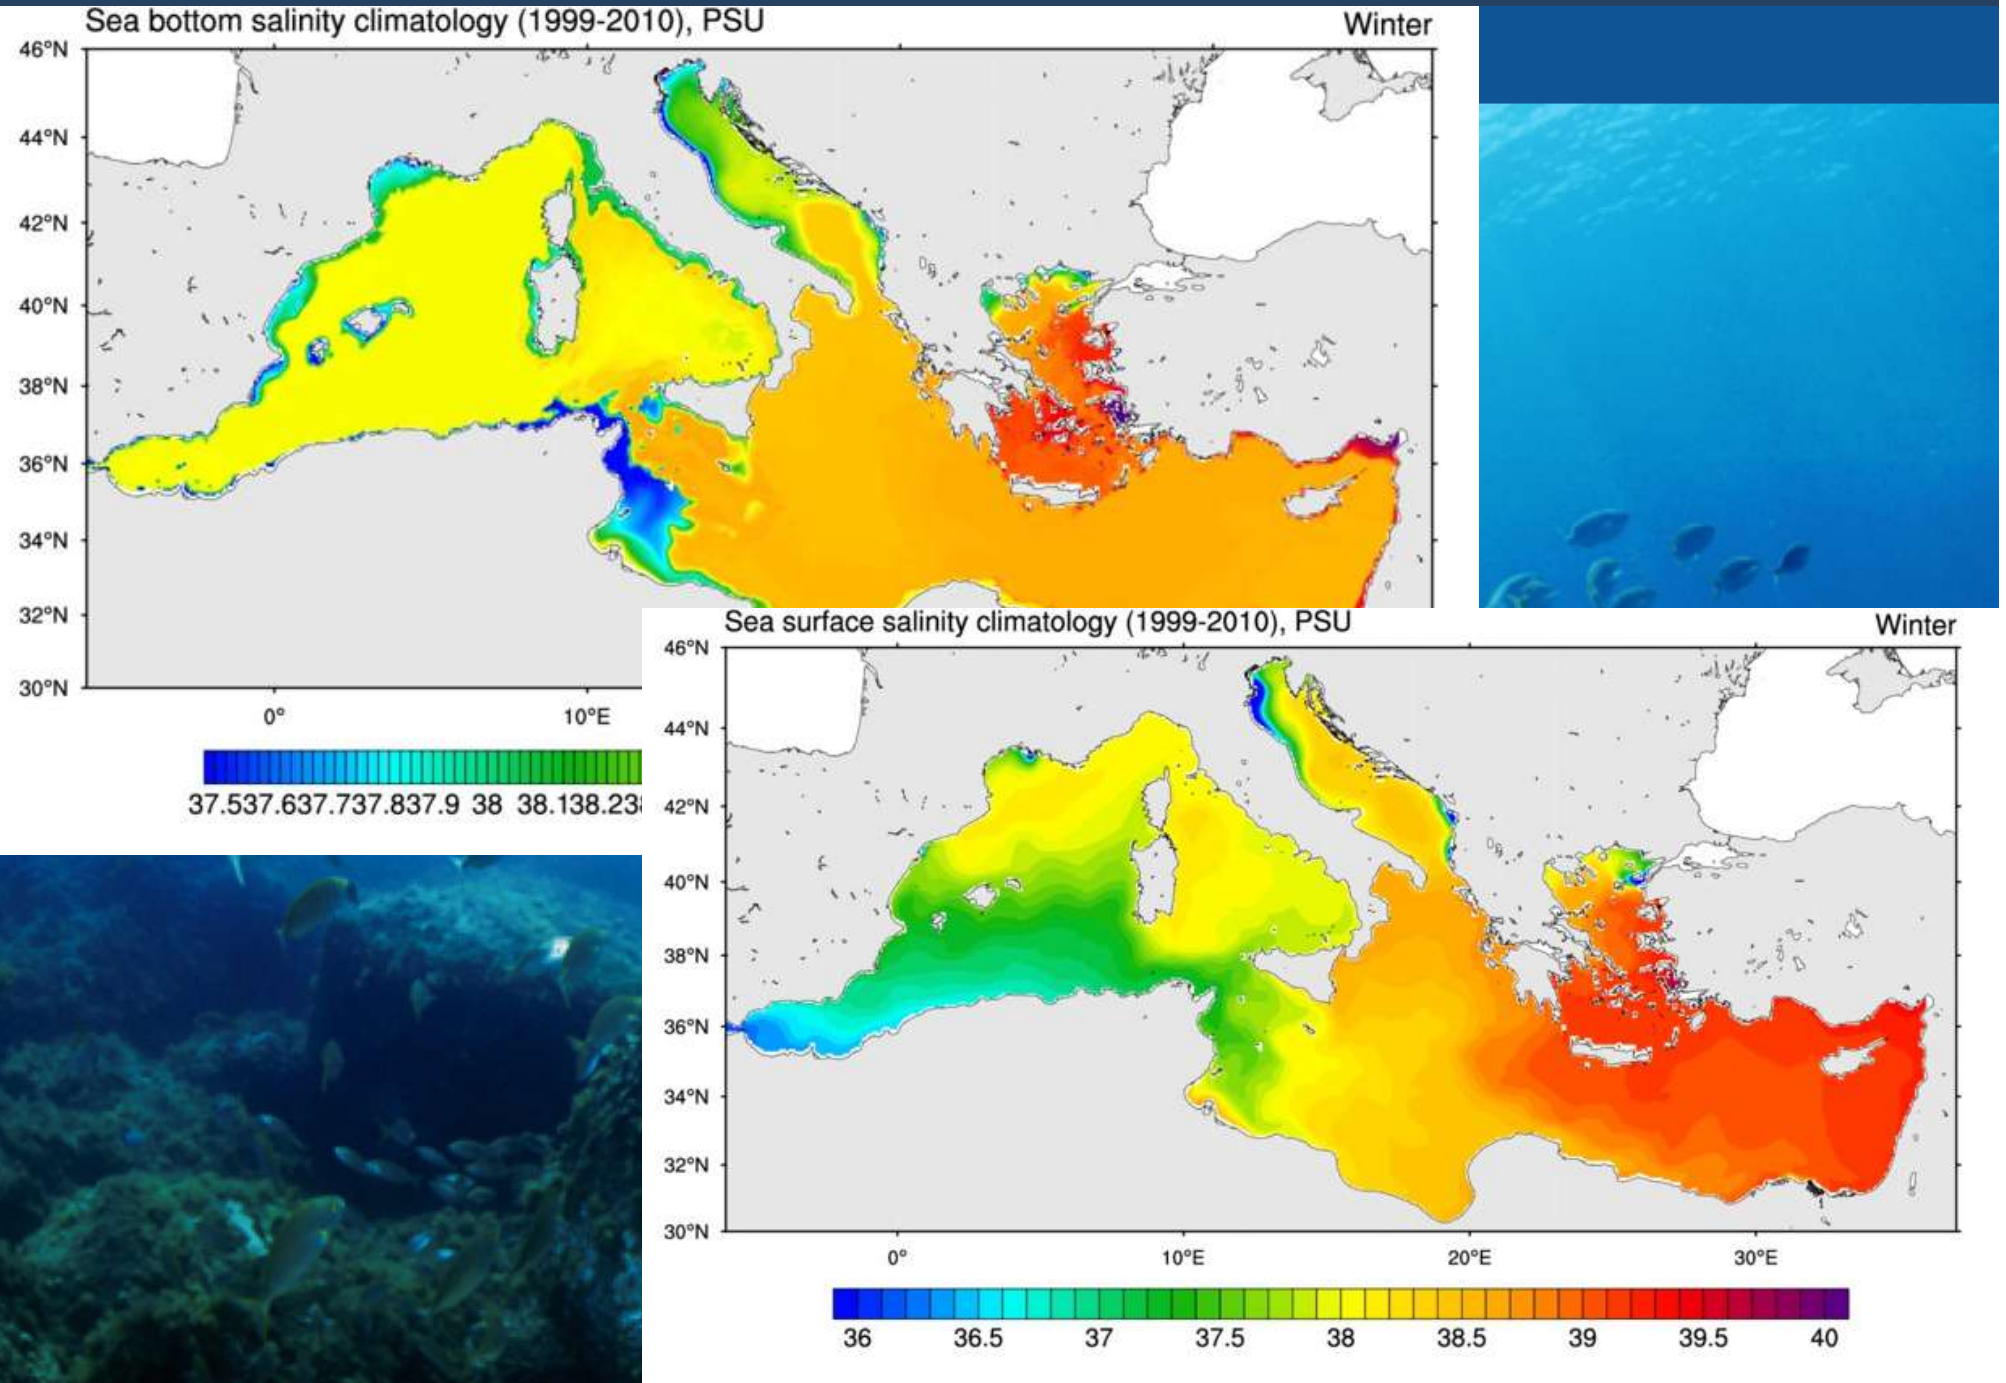 Sea bottom salinity climatology (1999-2010), PSU
Winter
46°N
44°N
42°N
40°N
38°N
36°N
34°N
32°N
30°N
0°
10°E
37.537.637.737.837.9 38 38.138.238
Sea surface salinity climatology (1999-2010), PSU
Winter
46°N
44°N
42°N
40°N
38°N
36°N
34°N
32°N
30°N
0°
10°E
20°E
30°E
36 36.5 37 37.5 38 38.5 39 39.5 40